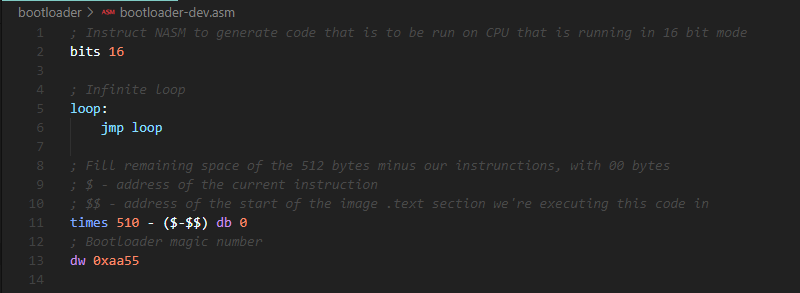 bootloader > ASM bootloader-dev.asm
1 ; Instruct NASM to generate code that is to be run on CPU that is running in 16 bit mode
2 bits 16
3
4 ; Infinite loop
5 loop:
6 jmp loop
7
8 ; Fill remaining space of the 512 bytes minus our instrunctions, with 00 bytes
9 ; $ - address of the current instruction
10 ; $$ - address of the start of the image .text section we're executing this code in
11 times 510 - ($-$$) db 0
12 ; Bootloader magic number
13 dw 0xaa55
14